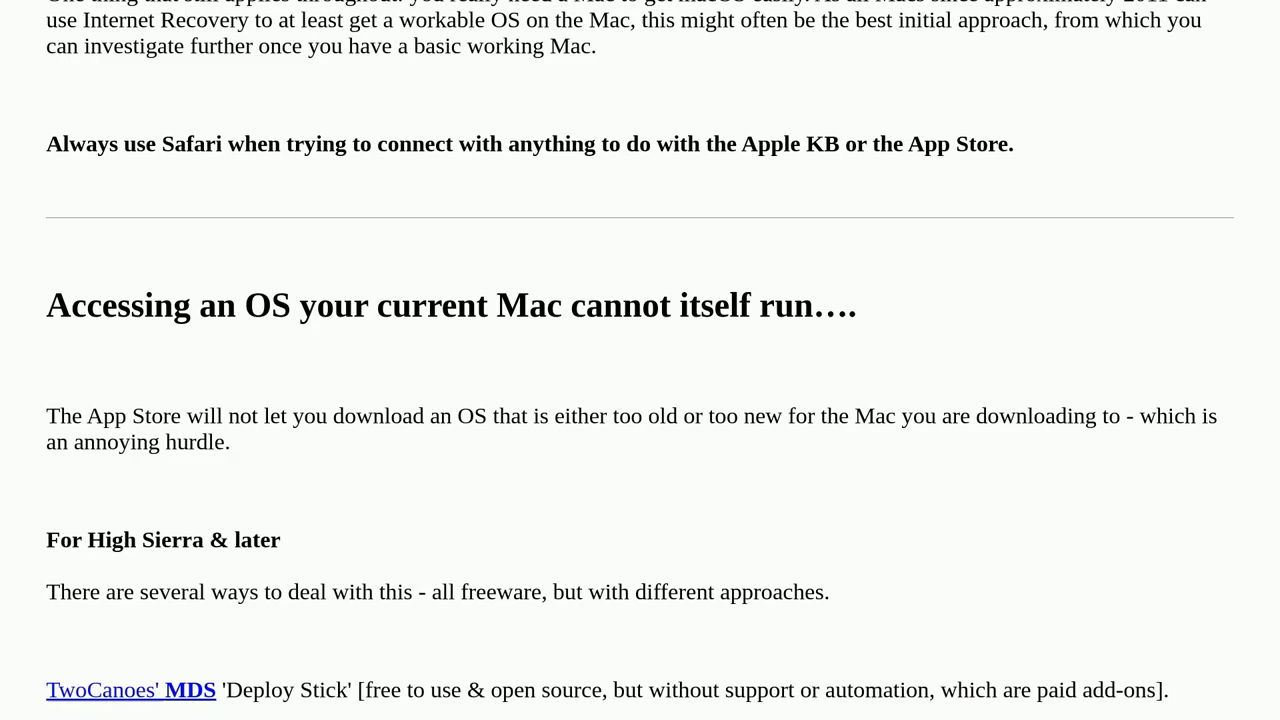 use Internet Recovery to at least get a workable OS on the Mac, this might often be the best initial approach, from which you
can investigate further once you have a basic working Mac.
Always use Safari when trying to connect with anything to do with the Apple KB or the App Store.
Accessing an OS your current Mac cannot itself run….
The App Store will not let you download an OS that is either too old or too new for the Mac you are downloading to - which is
an annoying hurdle.
For High Sierra & later
There are several ways to deal with this - all freeware, but with different approaches.
TwoCanoes' MDS 'Deploy Stick' [free to use & open source, but without support or automation, which are paid add-ons].